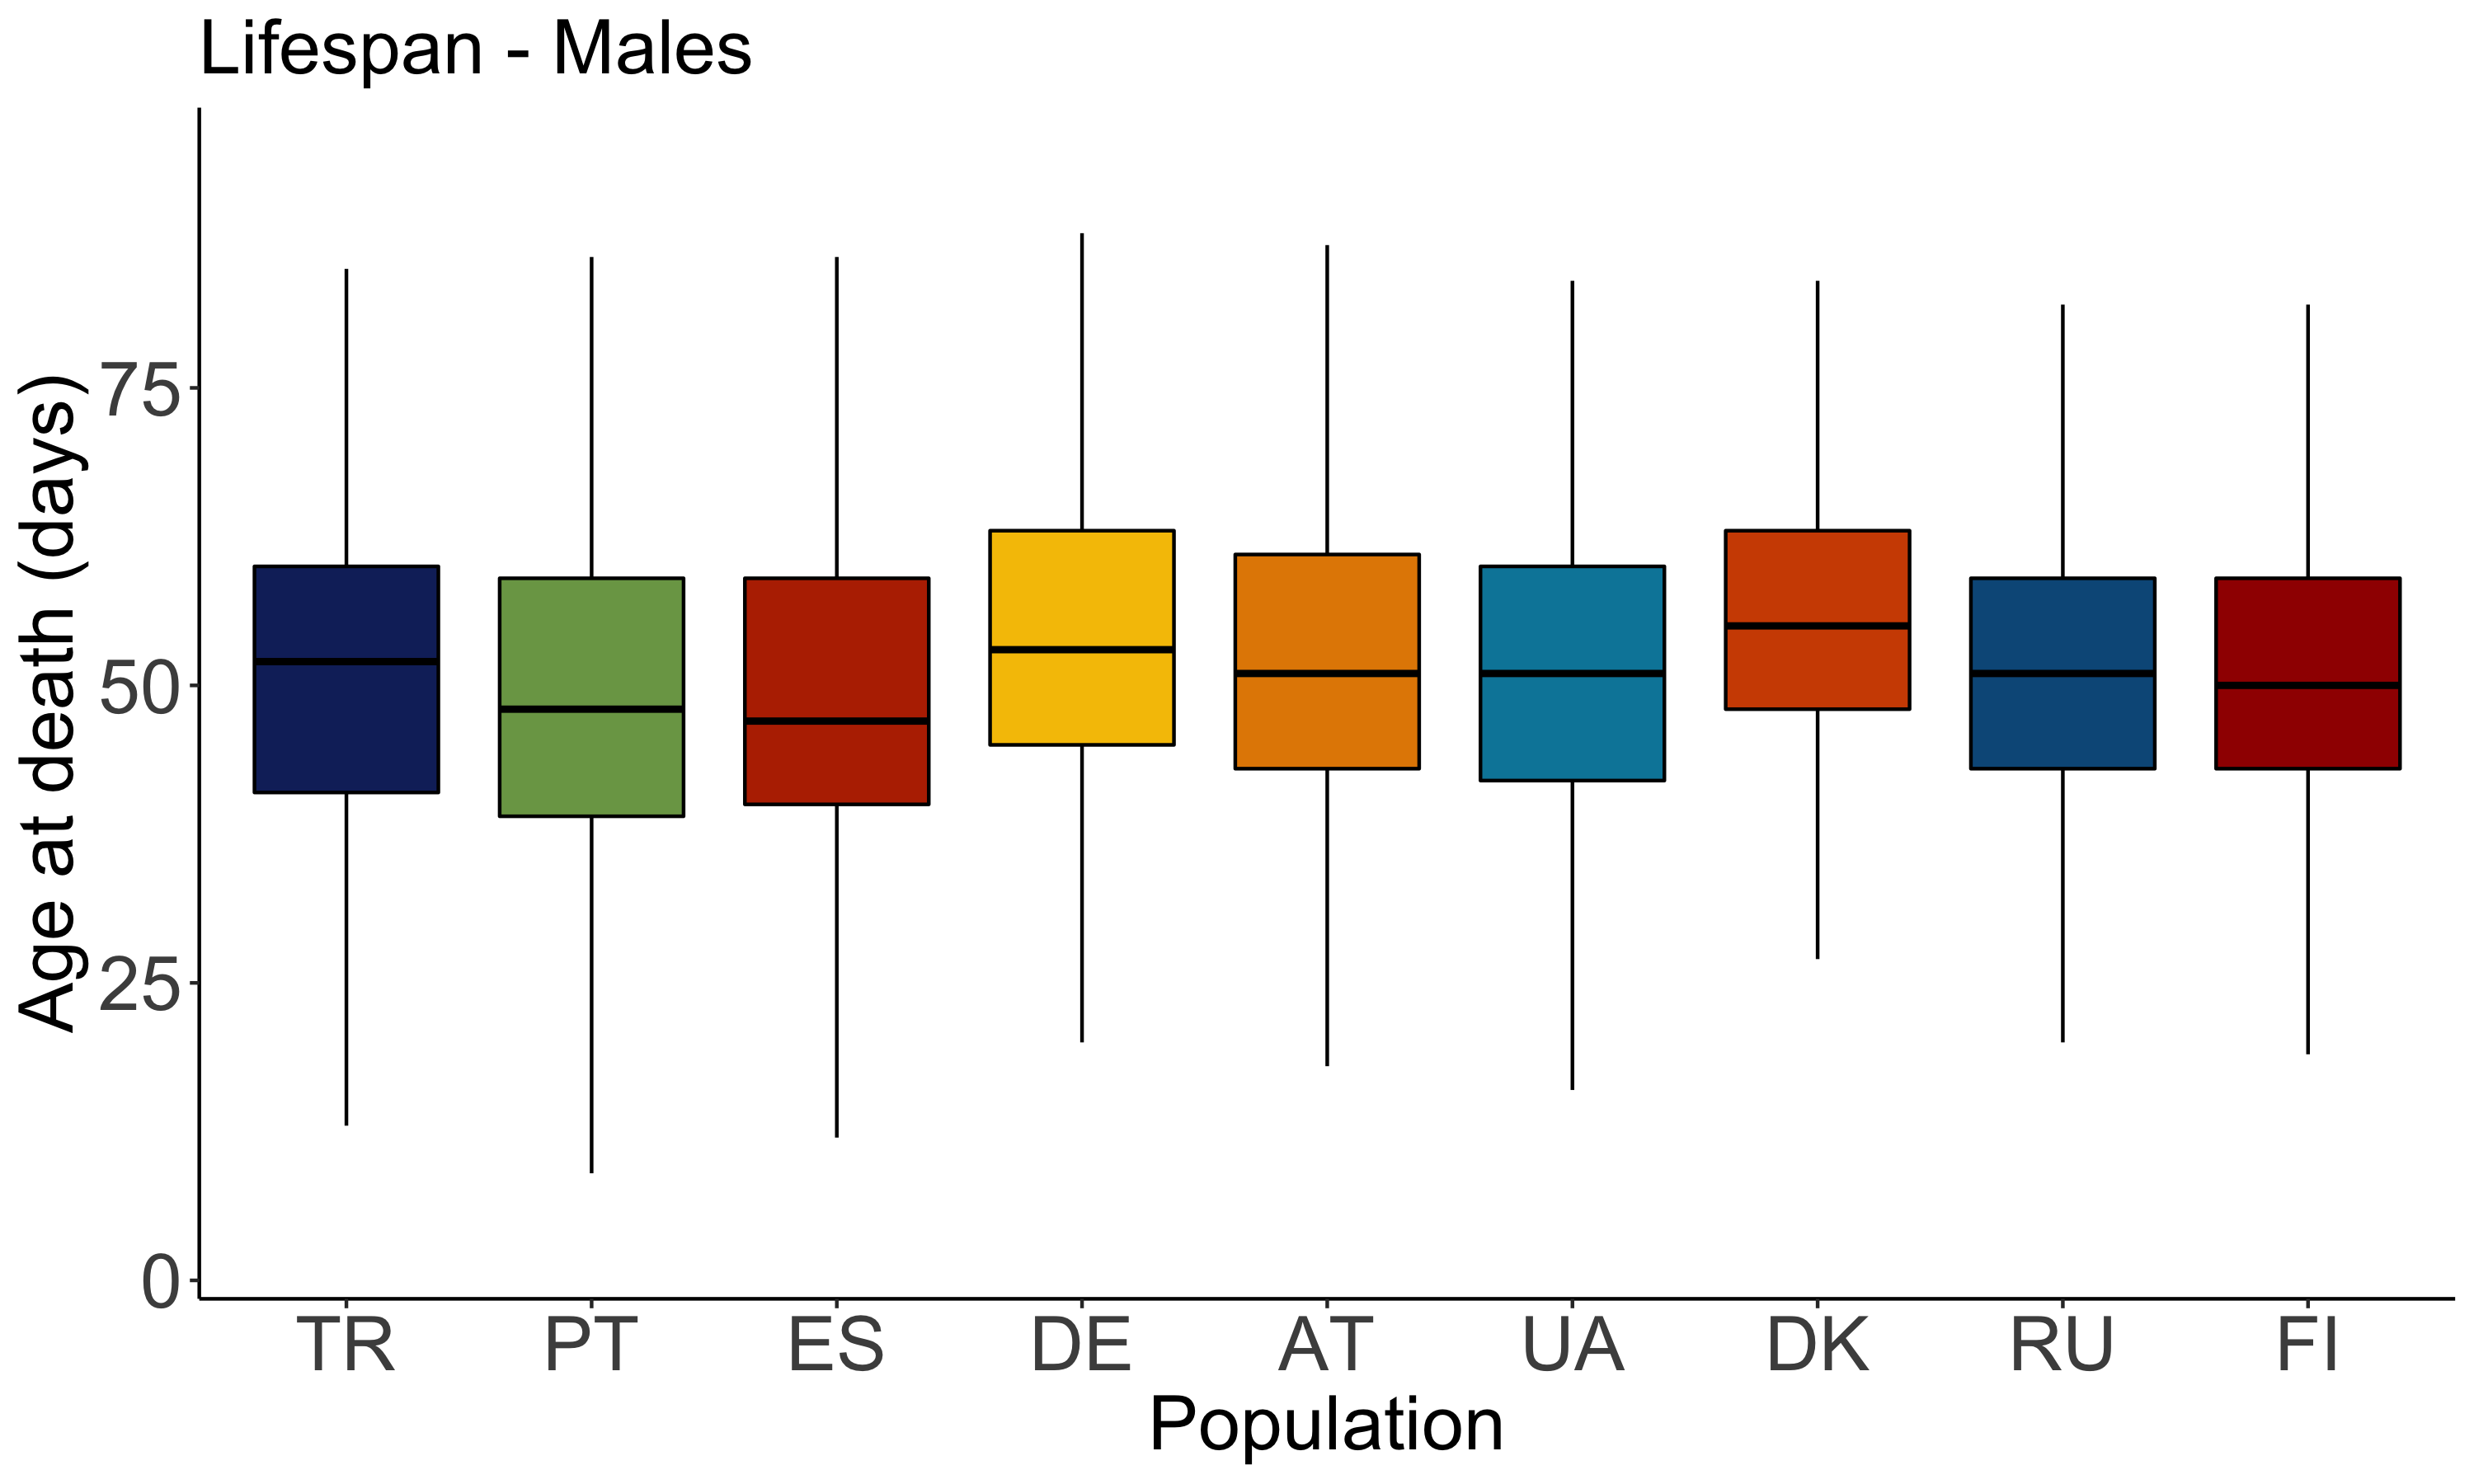 Lifespan - Males
Age at death (days)
75
50
25
0
TR PT ES DE AT UA DK RU FI
Population